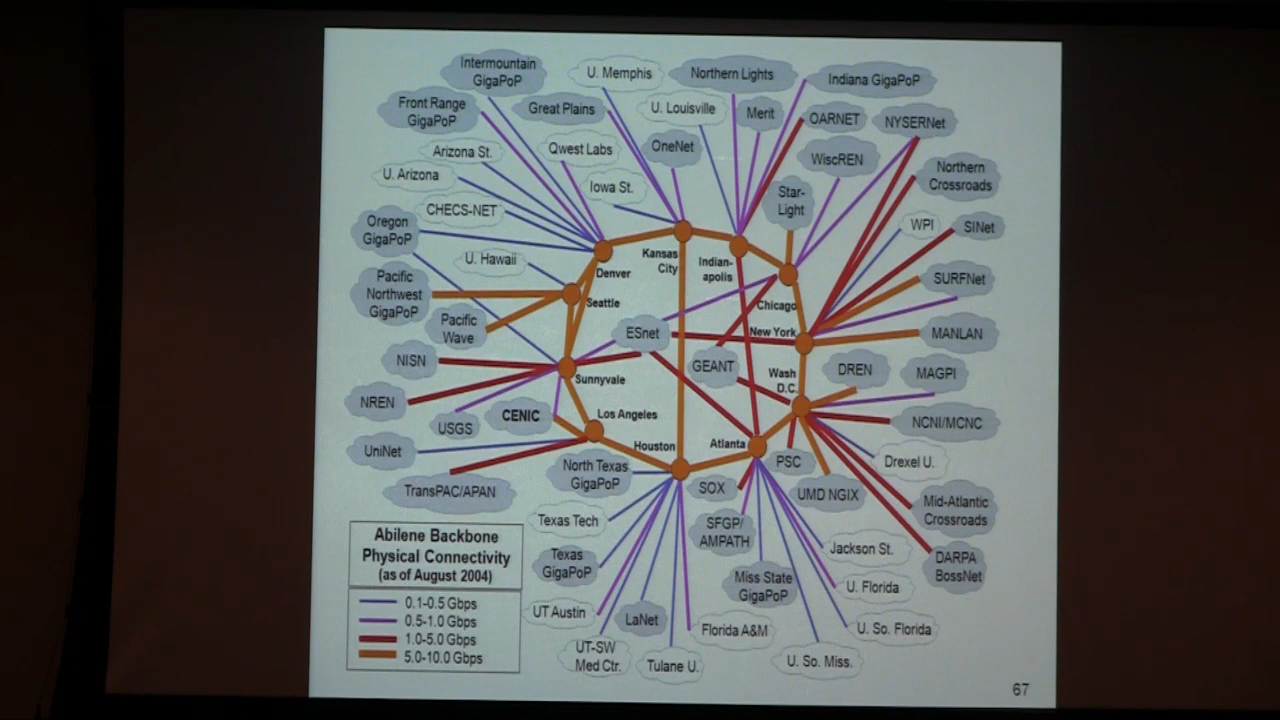 Intermountain
GigaPoP
U. Memphis
Northern Lights
Indiana GigaPoP
Front Range
GigaPoP
Great Plains
U. Louisville
Merit
OARNET
NYSERNet
Arizona St.
Qwest Labs
OneNet
WiscREN
Northern
Crossroads
U. Arizona
Iowa St.
Star-
Light
CHECS-NET
WPI
SINet
Oregon
GigaPoP
U. Hawaii
Denver
Kansas
City
Indian-
apolis
Pacific
Northwest
GigaPoP
Seattle
Chicago
SURFNet
Pacific
Wave
ESnet
New York
MANLAN
NISN
Sunnyvale
GEANT
Wash
D.C.
DREN
MAGPI
NREN
USGS
CENIC
Los Angeles
Houston
Atlanta
NCNI/MCNC
UniNet
North Texas
GigaPoP
SOX
PSC
Drexel U.
TransPAC/APAN
UMD NGIX
Mid-Atlantic
Crossroads
Texas Tech
SFGP/
AMPATH
Jackson St.
DARPA
BossNet
Texas
GigaPoP
Miss State
GigaPoP
U. Florida
UT Austin
LaNet
Florida A&M
U. So. Florida
UT-SW
Med Ctr.
Tulane U.
U. So. Miss.
Abilene Backbone
Physical Connectivity
(as of August 2004)
0.1-0.5 Gbps
0.5-1.0 Gbps
1.0-5.0 Gbps
5.0-10.0 Gbps
67